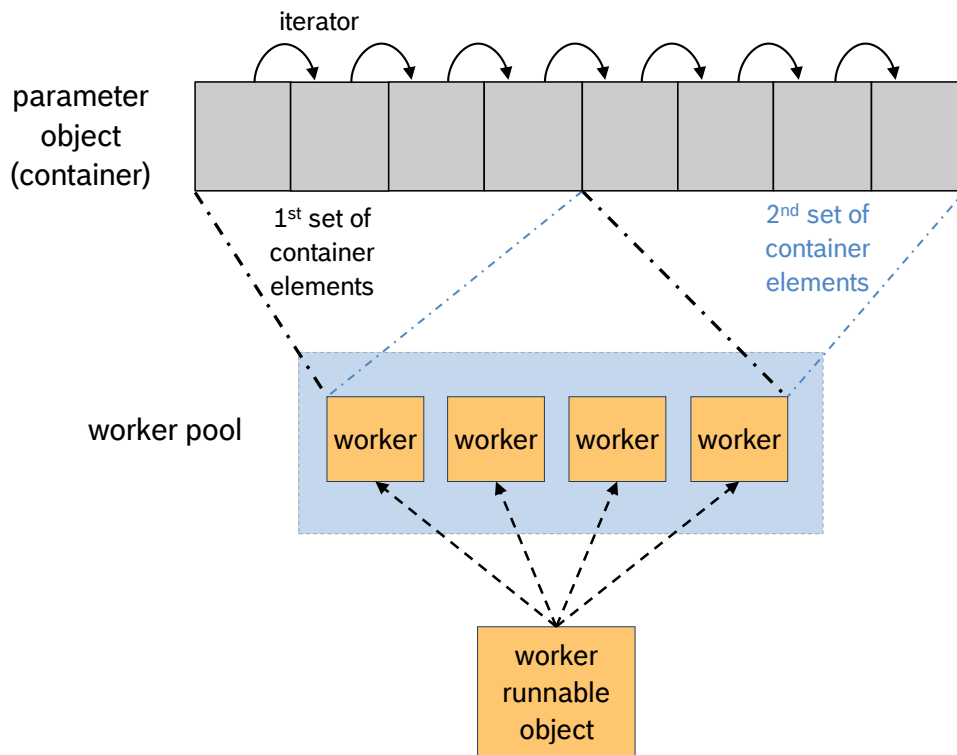 iterator
parameter
object
(container)
1st set of
container
elements
2nd set of
container
elements
worker pool
worker
worker
worker
worker
worker
runnable
object